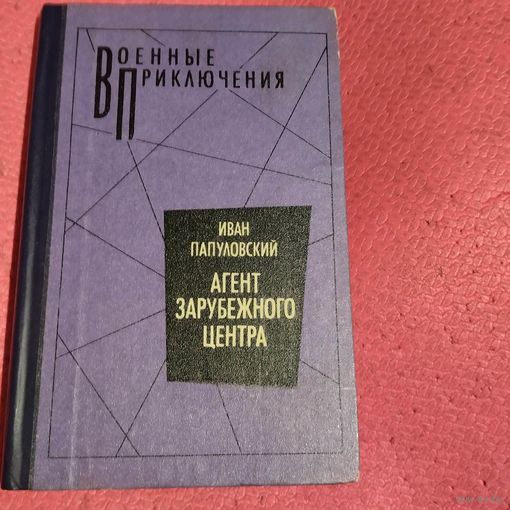 ВОЕННЫЕ
ПРИКЛЮЧЕНИЯ
ИВАН
ПАПУЛОВСКИЙ
АГЕНТ
ЗАРУБЕЖНОГО
ЦЕНТРА